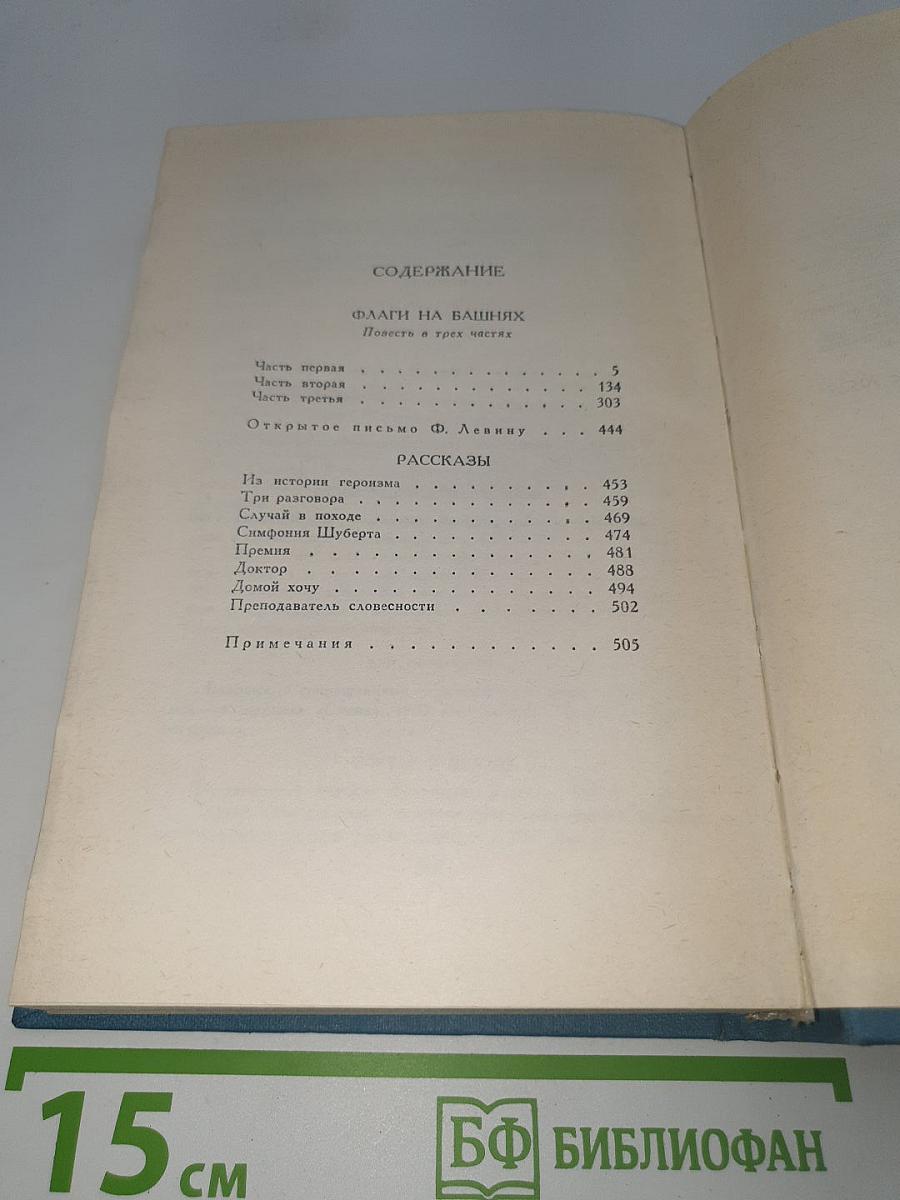 СОДЕРЖАНИЕ
ФЛАГИ НА БАШНЯХ
Повесть в трех частях
Часть первая . . . . . . . . . . . . . . 5
Часть вторая . . . . . . . . . . . . . 134
Часть третья . . . . . . . . . . . . . 303
Открытое письмо Ф. Левину . . . 444
РАССКАЗЫ
Из истории героизма . . . . . . . . . . 453
Три разговора . . . . . . . . . . . . . 459
Случай в походе . . . . . . . . . . . . 469
Симфония Шуберта . . . . . . . . . . . 474
Премия . . . . . . . . . . . . . . . 481
Доктор . . . . . . . . . . . . . . . 488
Домой хочу . . . . . . . . . . . . . . 494
Преподаватель словесности . . . . . . . 502
Примечания . . . . . . . . . . . . 505
15 см
БФ БИБЛИОФАН